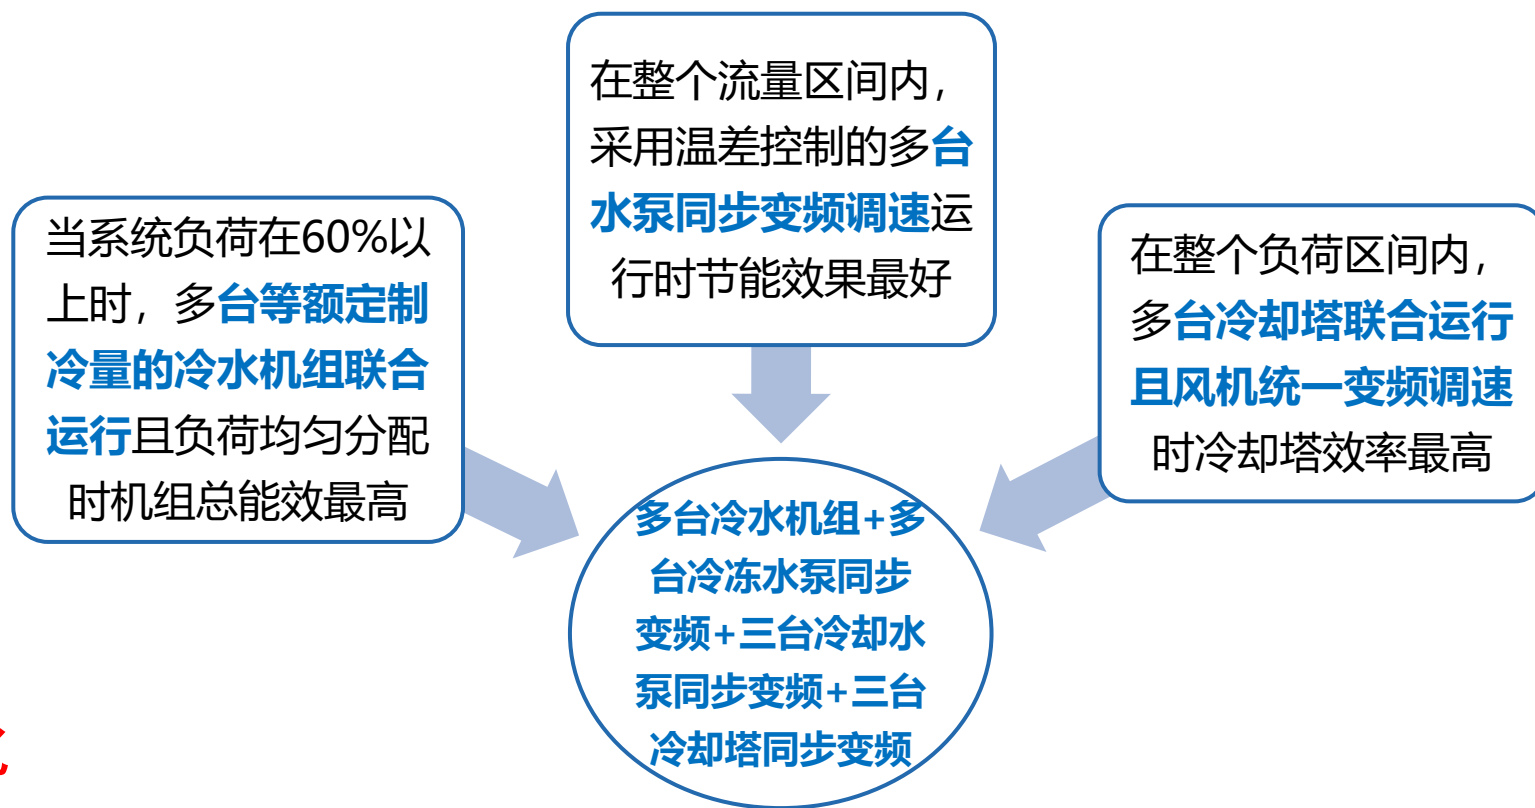 在整个流量区间内，
采用温差控制的多台
水泵同步变频调速运
行时节能效果最好
当系统负荷在60%以
上时，多台等额定制
冷量的冷水机组联合
运行且负荷均匀分配
时机组总能效最高
在整个负荷区间内，
多台冷却塔联合运行
且风机统一变频调速
时冷却塔效率最高
多台冷水机组+多
台冷冻水泵同步
变频+三台冷却水
泵同步变频+三台
冷却塔同步变频